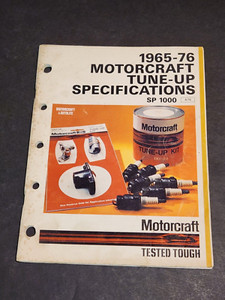 1965-76
MOTORCRAFT
TUNE-UP
SPECIFICATIONS
SP 1000
Motorcraft
TUNE-UP KIT
Motorcraft
TESTED TOUGH